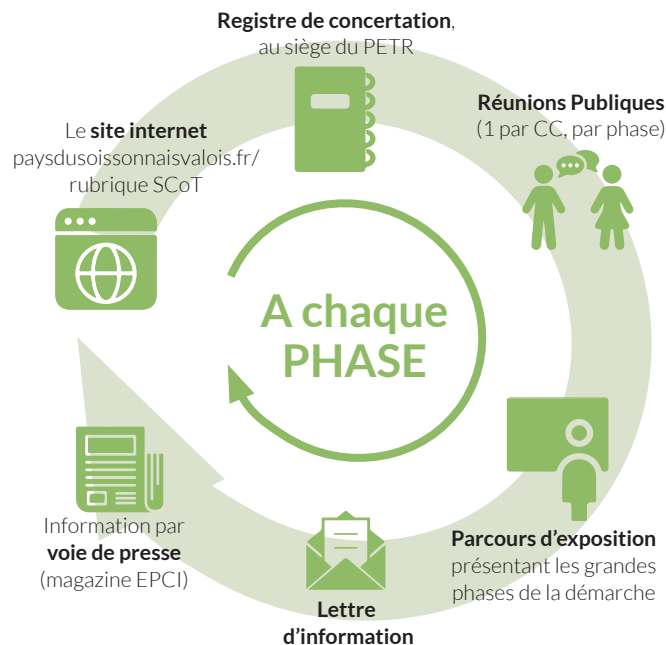 Registre de concertation,
au siège du PETR
Réunions Publiques
(1 par CC, par phase)
Le site internet
paysdusoissonnaisvalois.fr/
rubrique SCoT
A chaque
PHASE
Parcours d'exposition
présentant les grandes
phases de la démarche
Lettre
d'information
Information par
voie de presse
(magazine EPCI)